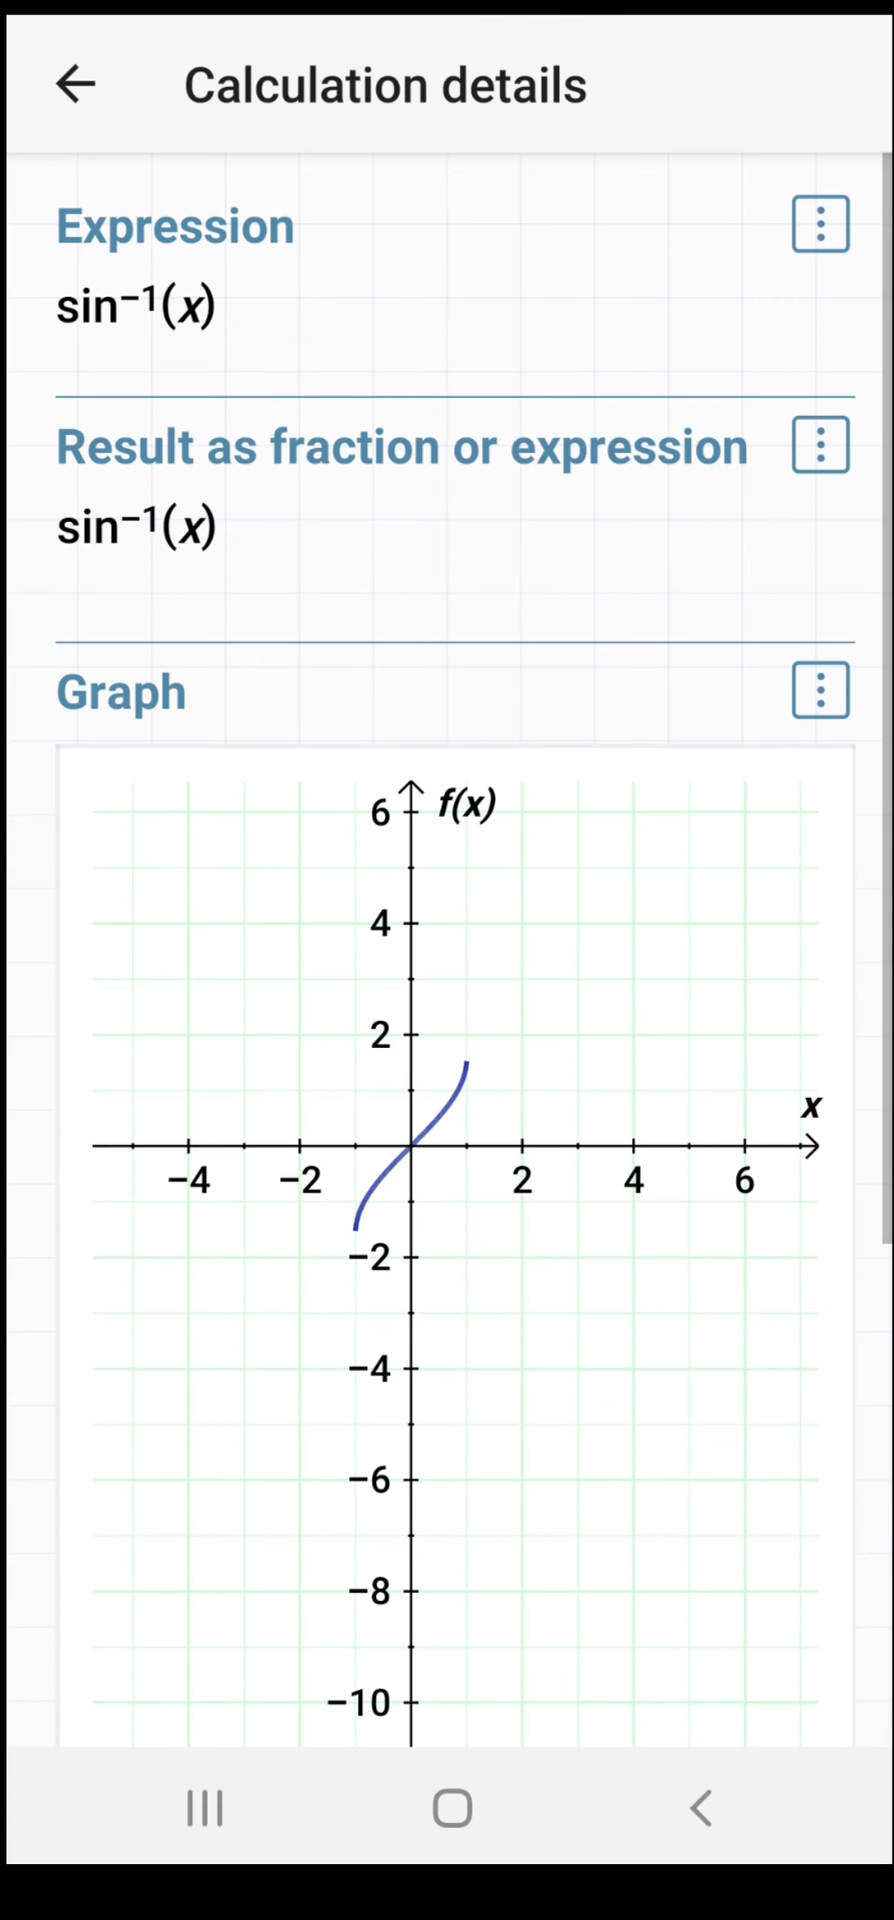 Calculation details
Expression
sin⁻¹(x)
Result as fraction or expression
sin⁻¹(x)
Graph
6 f(x)
4
2
x
−4 −2 2 4 6
−2
−4
−6
−8
−10